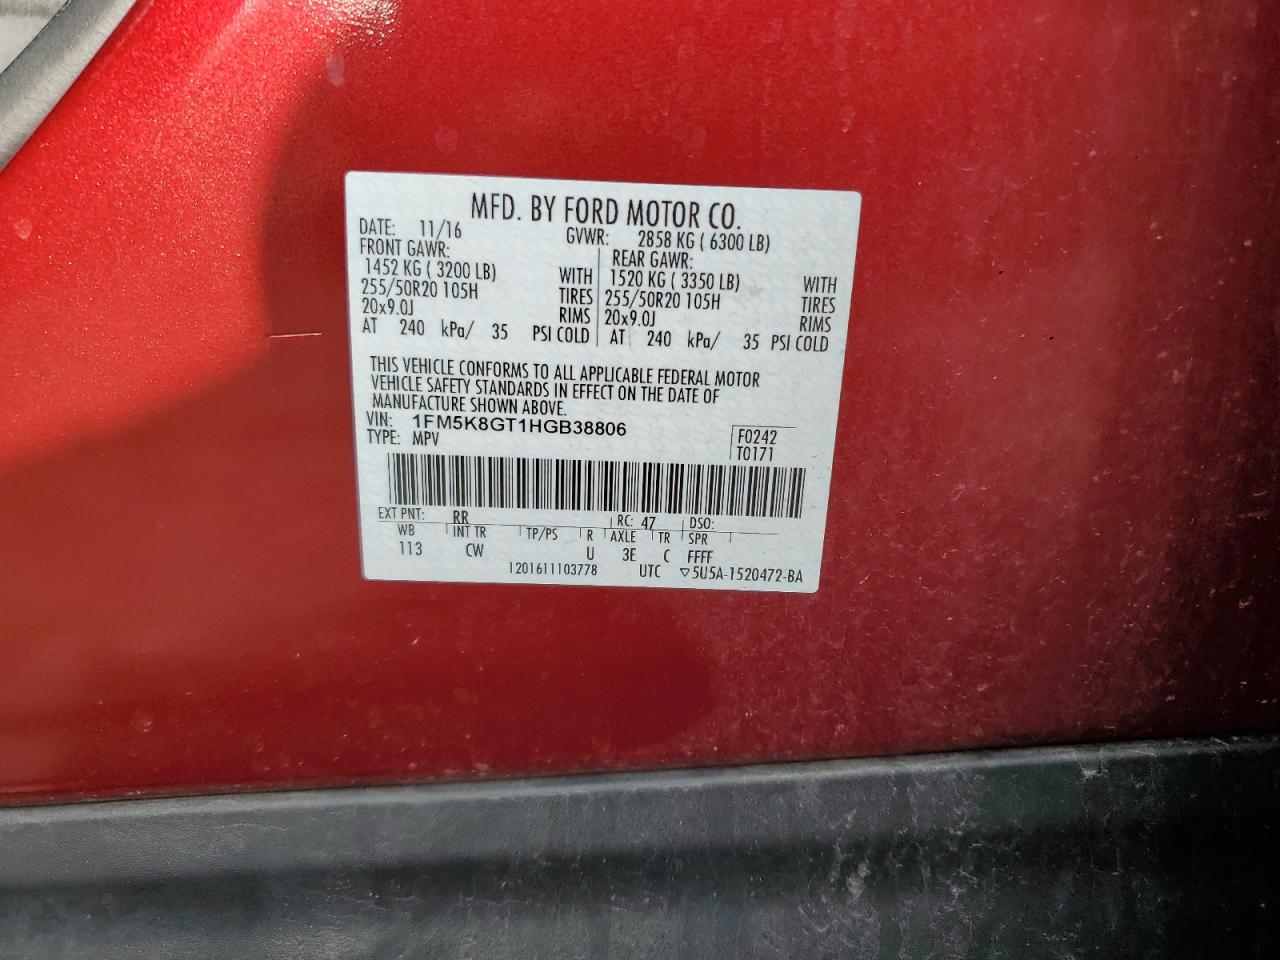 MFD. BY FORD MOTOR CO.
DATE: 11/16 GVWR: 2858 KG ( 6300 LB)
FRONT GAWR: REAR GAWR:
1452 KG ( 3200 LB) WITH 1520 KG ( 3350 LB) WITH
255/50R20 105H TIRES 255/50R20 105H TIRES
20x9.0J RIMS 20x9.0J RIMS
AT 240 kPa/ 35 PSI COLD AT 240 kPa/ 35 PSI COLD
THIS VEHICLE CONFORMS TO ALL APPLICABLE FEDERAL MOTOR
VEHICLE SAFETY STANDARDS IN EFFECT ON THE DATE OF
MANUFACTURE SHOWN ABOVE.
VIN: 1FM5K8GT1HGB38806 F0242
TYPE: MPV T0171
EXT PNT: RR RC: 47 DSO:
WB INT TR TP/PS R AXLE TR SPR
113 CW U 3E C FFFF
1201611103778 UTC ▽5U5A-1520472-BA